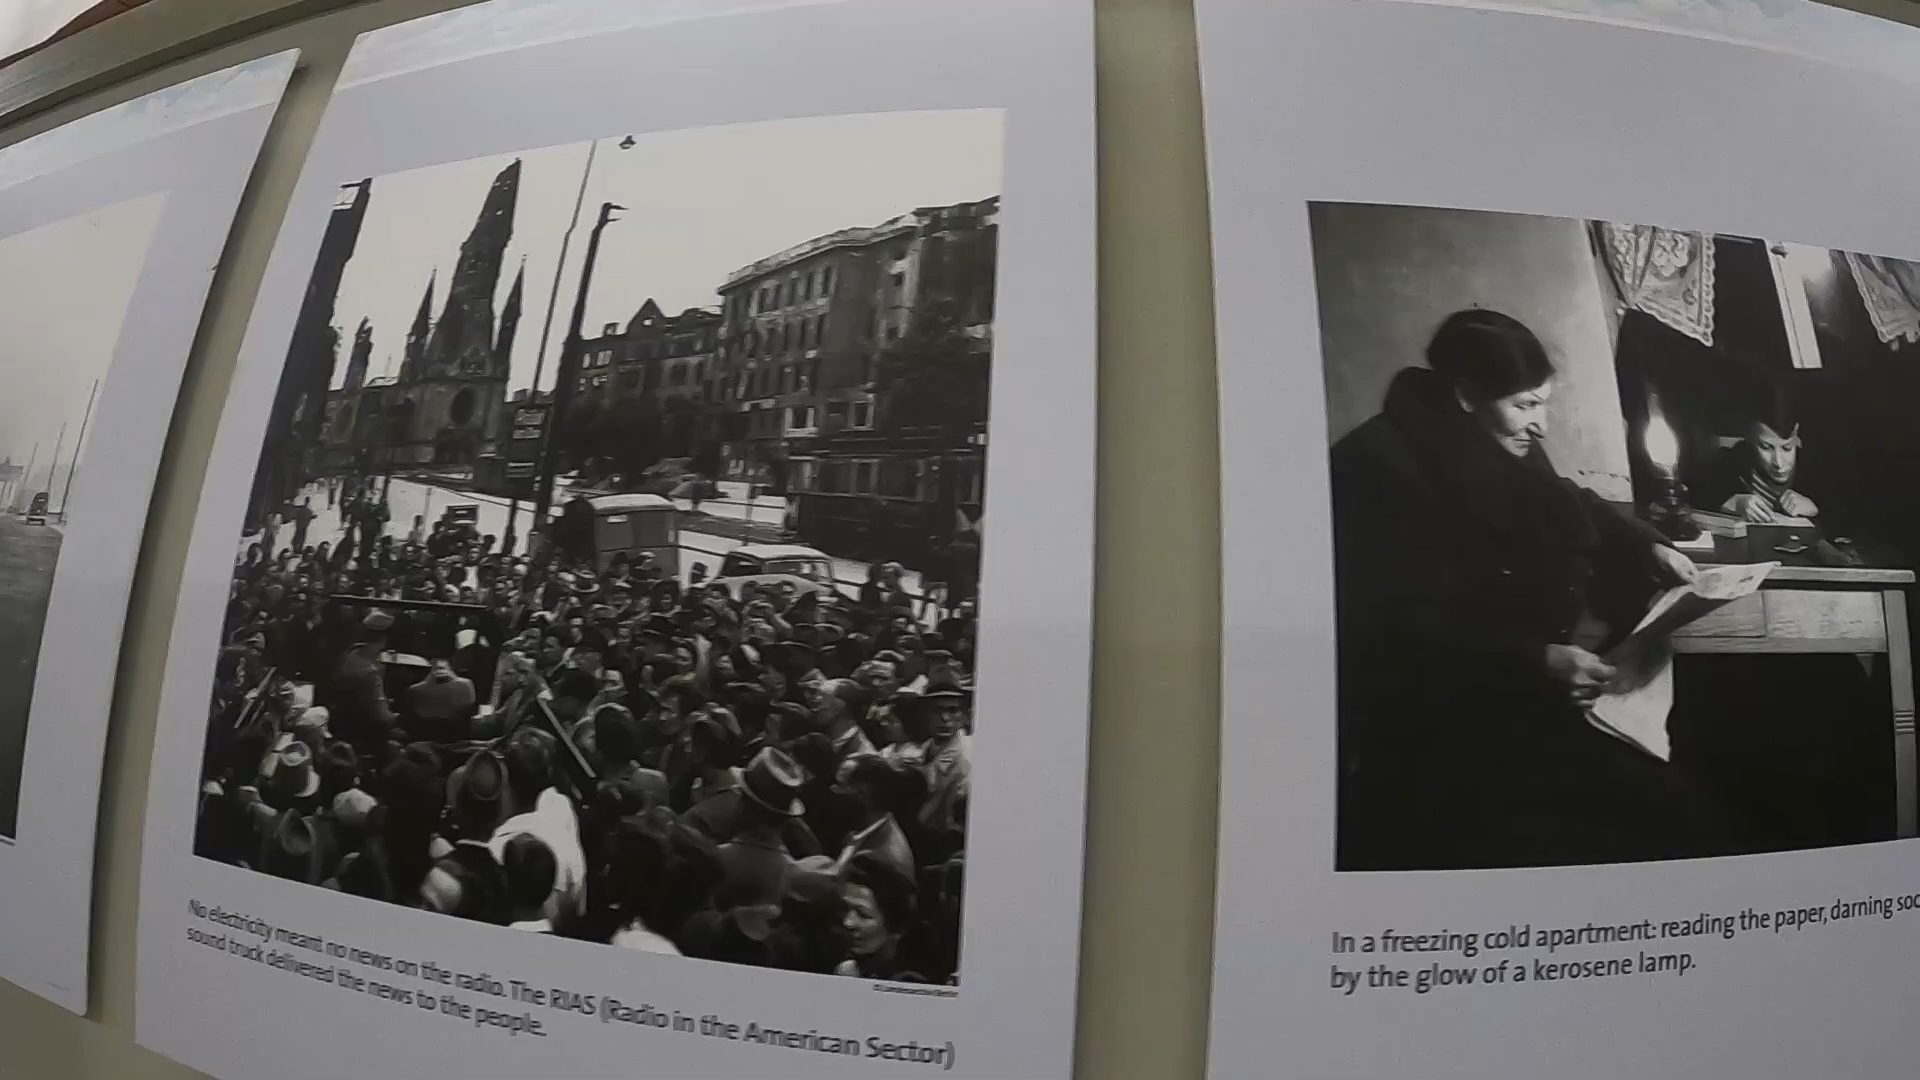 No electricity meant no news on the radio. The RIAS (Radio in the American Sector)
sound truck delivered the news to the people.
In a freezing cold apartment: reading the paper, darning soc
by the glow of a kerosene lamp.